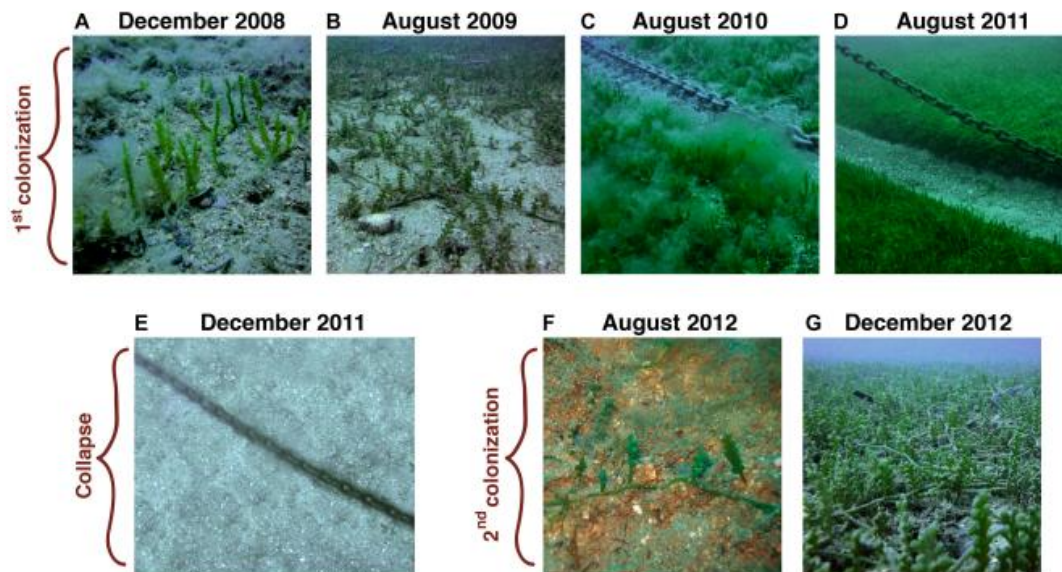 A December 2008
B August 2009
C August 2010
D August 2011
1st colonization
E December 2011
F August 2012
G December 2012
Collapse
2nd colonization